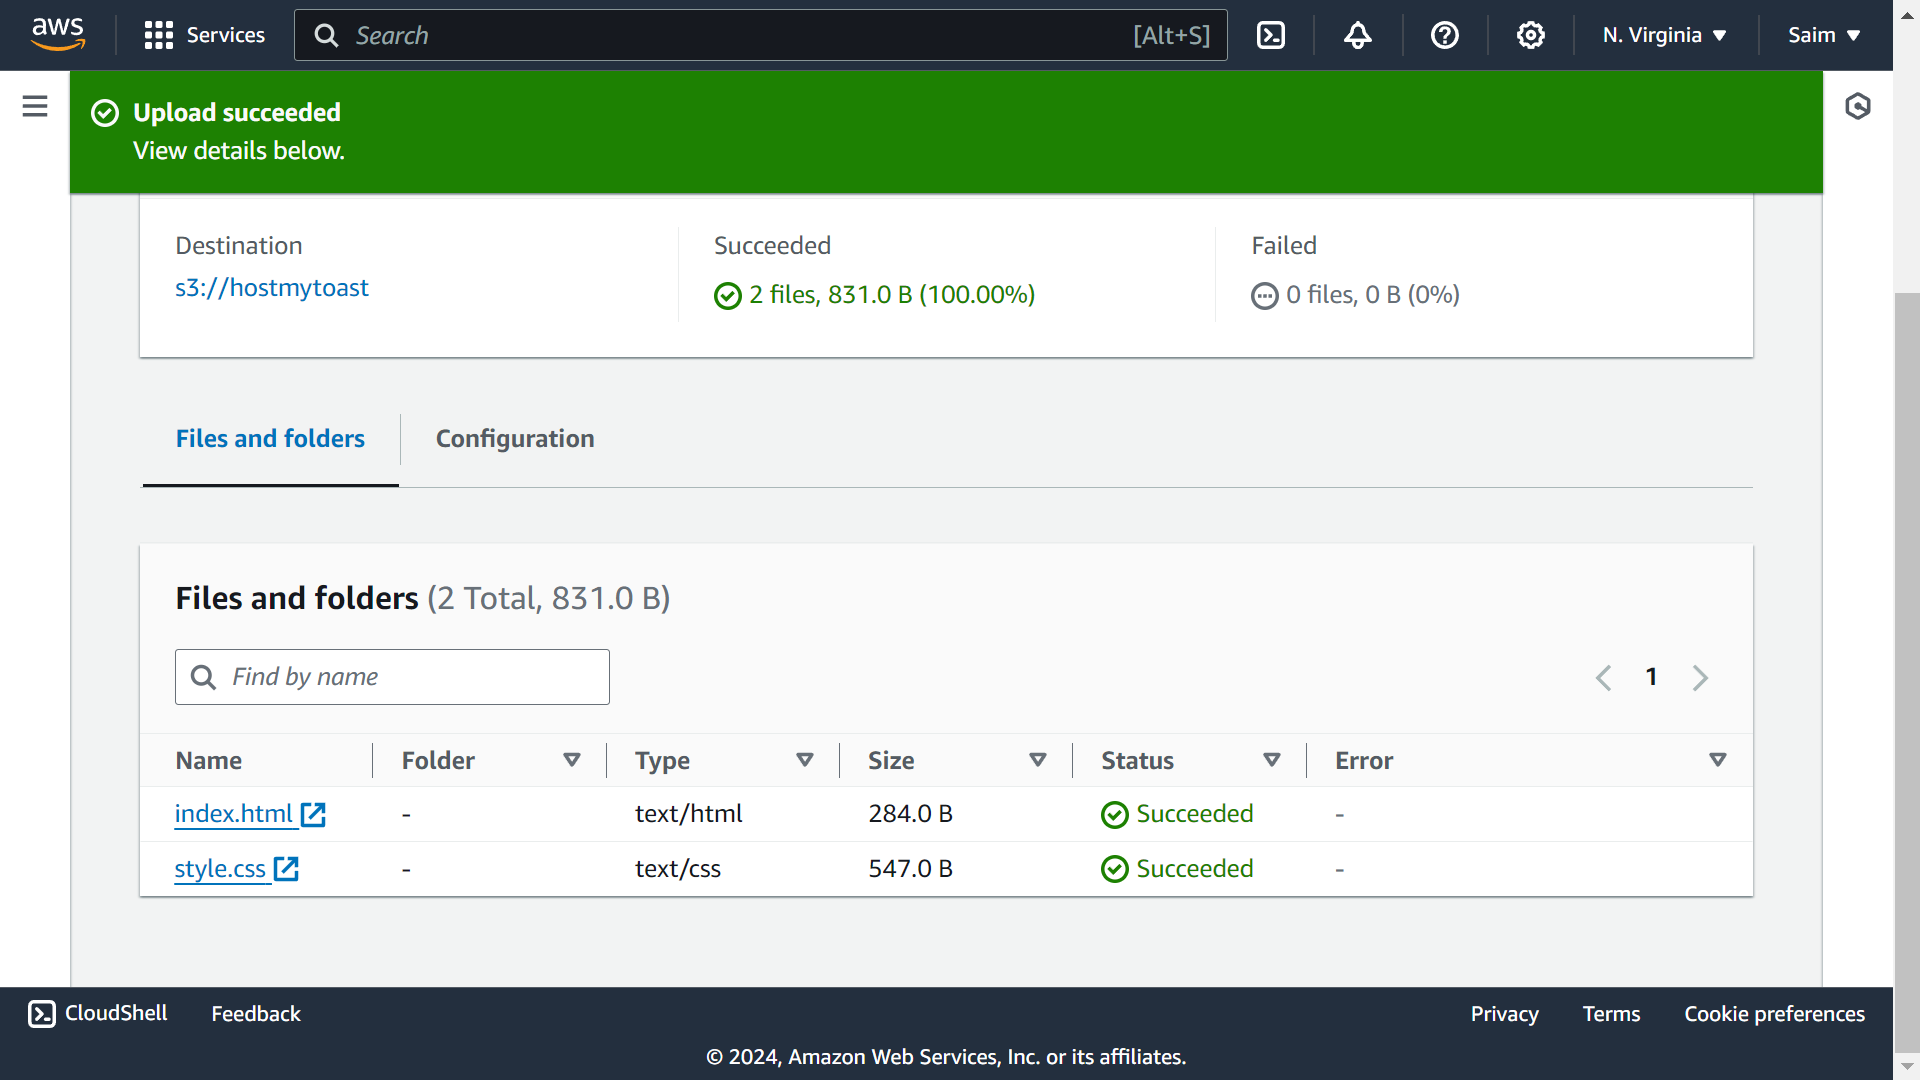 aws
Services
Search
[Alt+S]
N. Virginia
Saim
Upload succeeded
View details below.
Destination
s3://hostmytoast
Succeeded
2 files, 831.0 B (100.00%)
Failed
0 files, 0 B (0%)
Files and folders
Configuration
Files and folders (2 Total, 831.0 B)
Find by name
1
Name Folder Type Size Status Error
index.html - text/html 284.0 B Succeeded -
style.css - text/css 547.0 B Succeeded -
CloudShell Feedback Privacy Terms Cookie preferences
© 2024, Amazon Web Services, Inc. or its affiliates.